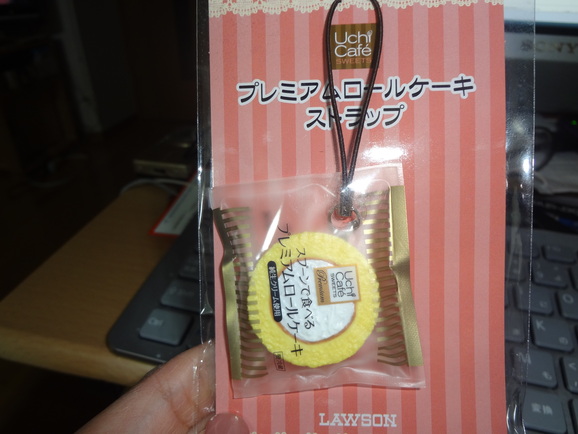 Uchi
Café
SWEETS
プレミアムロールケーキ
ストラップ
Uchi
Café
SWEETS
Premium
スプーンで食べる
プレミアムロールケーキ
純生クリーム使用
LAWSON
SONY